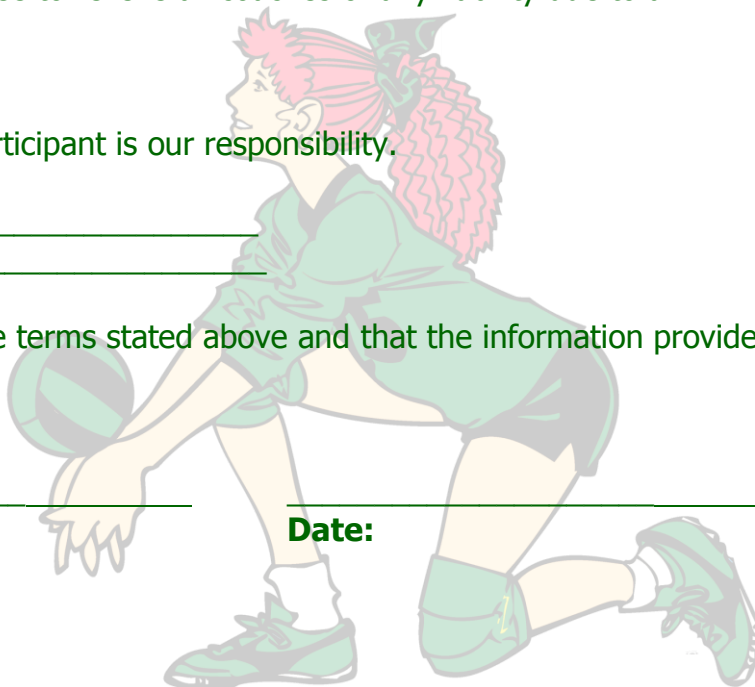 rticipant is our responsibility.
e terms stated above and that the information provide
Date: